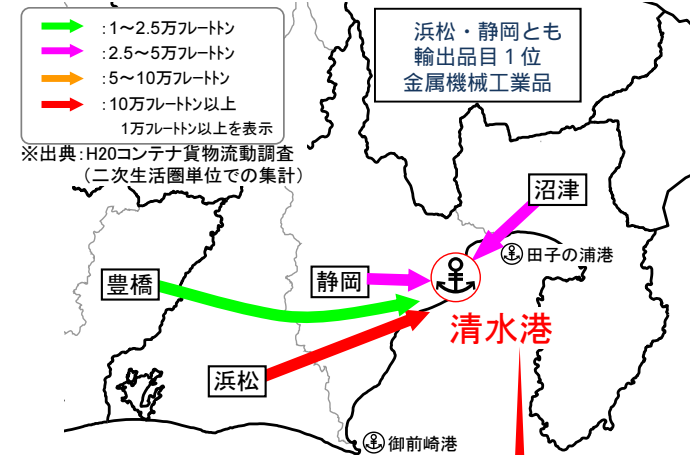 :1～2.5万フレートトン
:2.5～5万フレートトン
:5～10万フレートトン
:10万フレートトン以上
1万フレートトン以上を表示
※出典:H20コンテナ貨物流動調査
(二次生活圏単位での集計)
浜松・静岡とも
輸出品目1位
金属機械工業品
沼津
田子の浦港
静岡
豊橋
清水港
浜松
御前崎港